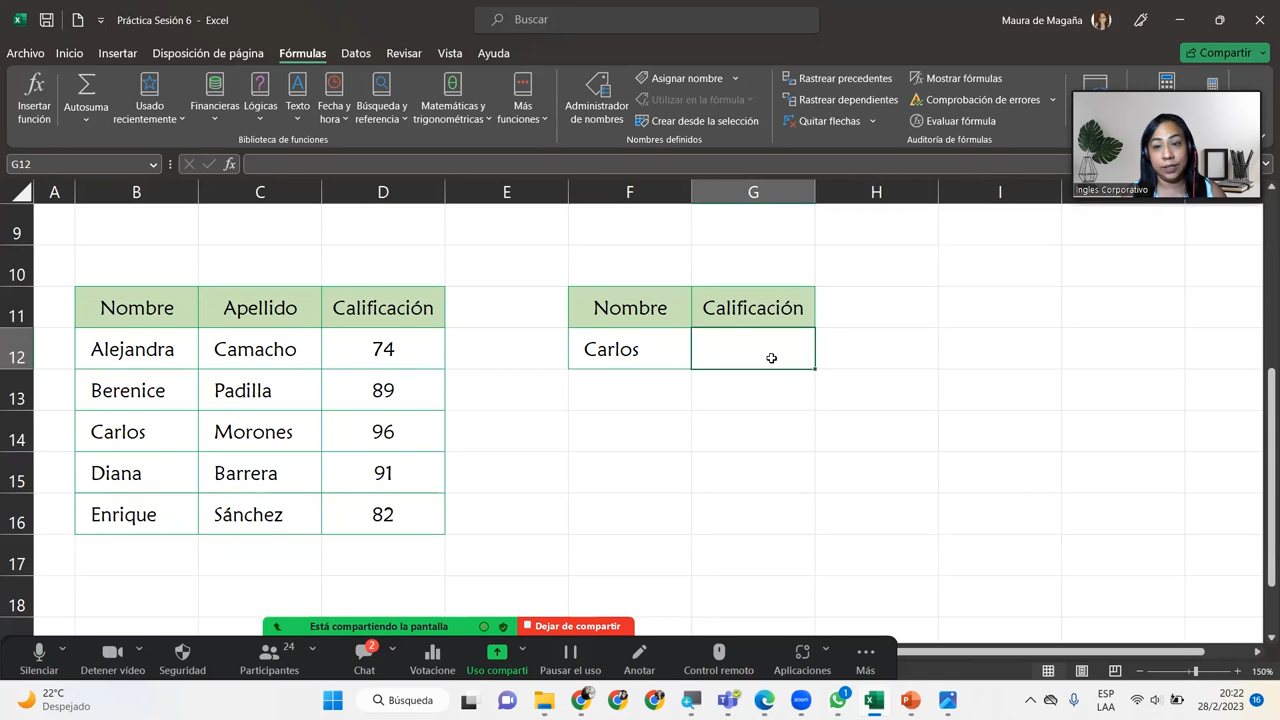 Práctica Sesión 6 - Excel
Buscar
Maura de Magaña
Archivo Inicio Insertar Disposición de página Fórmulas Datos Revisar Vista Ayuda
Compartir
Insertar función
Autosuma
Usado recientemente
Financieras
Lógicas
Texto
Fecha y hora
Búsqueda y referencia
Matemáticas y trigonométricas
Más funciones
Biblioteca de funciones
Administrador de nombres
Asignar nombre
Utilizar en la fórmula
Crear desde la selección
Nombres definidos
Rastrear precedentes
Rastrear dependientes
Quitar flechas
Mostrar fórmulas
Comprobación de errores
Evaluar fórmula
Auditoría de fórmulas
Ingles Corporativo
G12
fx
A B C D E F G H I
9
10
11 Nombre Apellido Calificación Nombre Calificación
12 Alejandra Camacho 74 Carlos
13 Berenice Padilla 89
14 Carlos Morones 96
15 Diana Barrera 91
16 Enrique Sánchez 82
17
18
Está compartiendo la pantalla
Dejar de compartir
24
2
Silenciar Detener vídeo Seguridad Participantes Chat Votacione Uso comparti Pausar el uso Anotar Control remoto Aplicaciones Más
150%
22°C
Despejado
Búsqueda
1
ESP
LAA
20:22
28/2/2023
16